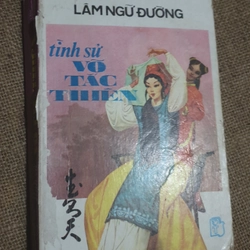 LÂM NGỮ ĐƯỜNG
tình sử
VÕ
TẮC
THIÊN